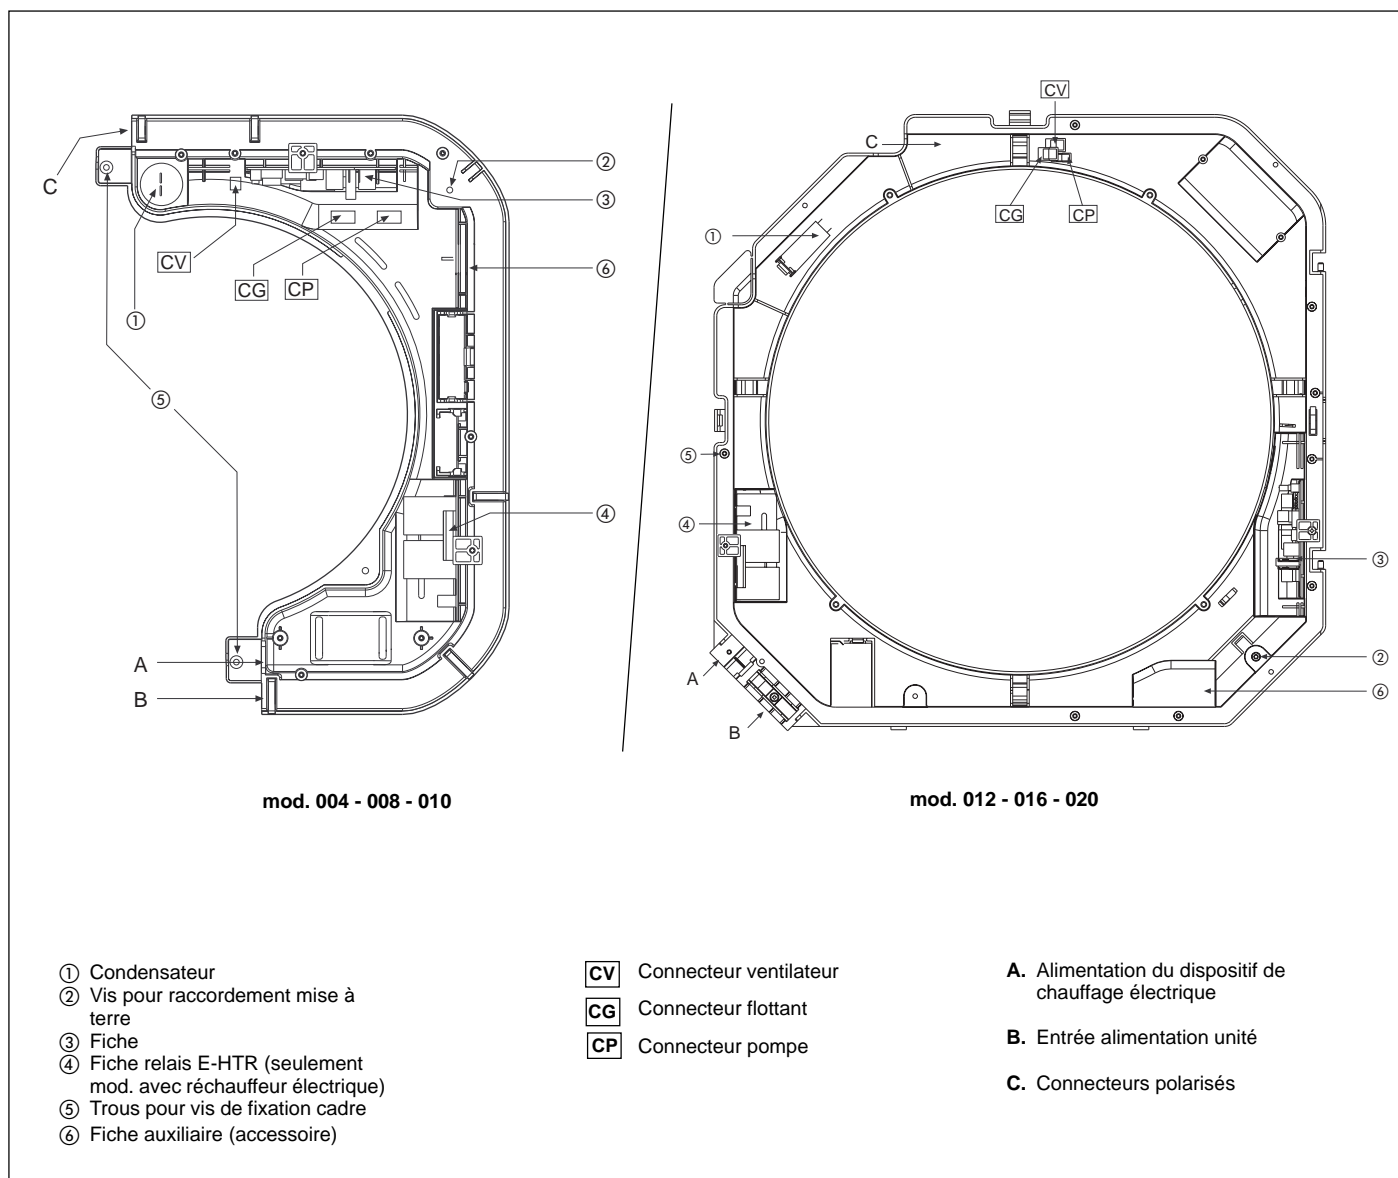 CV
C
②
③
CV
CG
CP
⑥
①
⑤
④
A
B
C
CG
CP
①
⑤
④
③
②
⑥
A
B
mod. 004 - 008 - 010
mod. 012 - 016 - 020
① Condensateur
② Vis pour raccordement mise à
terre
③ Fiche
④ Fiche relais E-HTR (seulement
mod. avec réchauffeur électrique)
⑤ Trous pour vis de fixation cadre
⑥ Fiche auxiliaire (accessoire)
CV Connecteur ventilateur
CG Connecteur flottant
CP Connecteur pompe
A. Alimentation du dispositif de
chauffage électrique
B. Entrée alimentation unité
C. Connecteurs polarisés